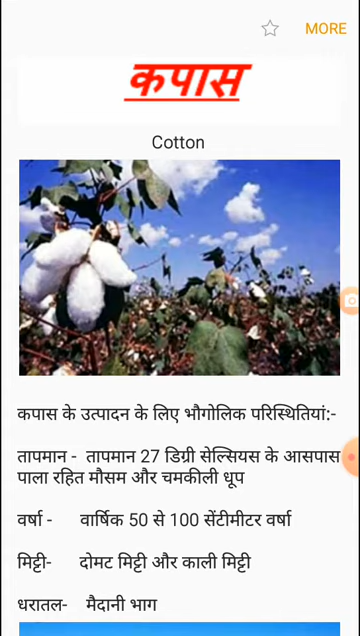 MORE
कपास
Cotton
कपास के उत्पादन के लिए भौगोलिक परिस्थितियां:-
तापमान - तापमान 27 डिग्री सेल्सियस के आसपास
पाला रहित मौसम और चमकीली धूप
वर्षा - वार्षिक 50 से 100 सेंटीमीटर वर्षा
मिट्टी- दोमट मिट्टी और काली मिट्टी
धरातल- मैदानी भाग